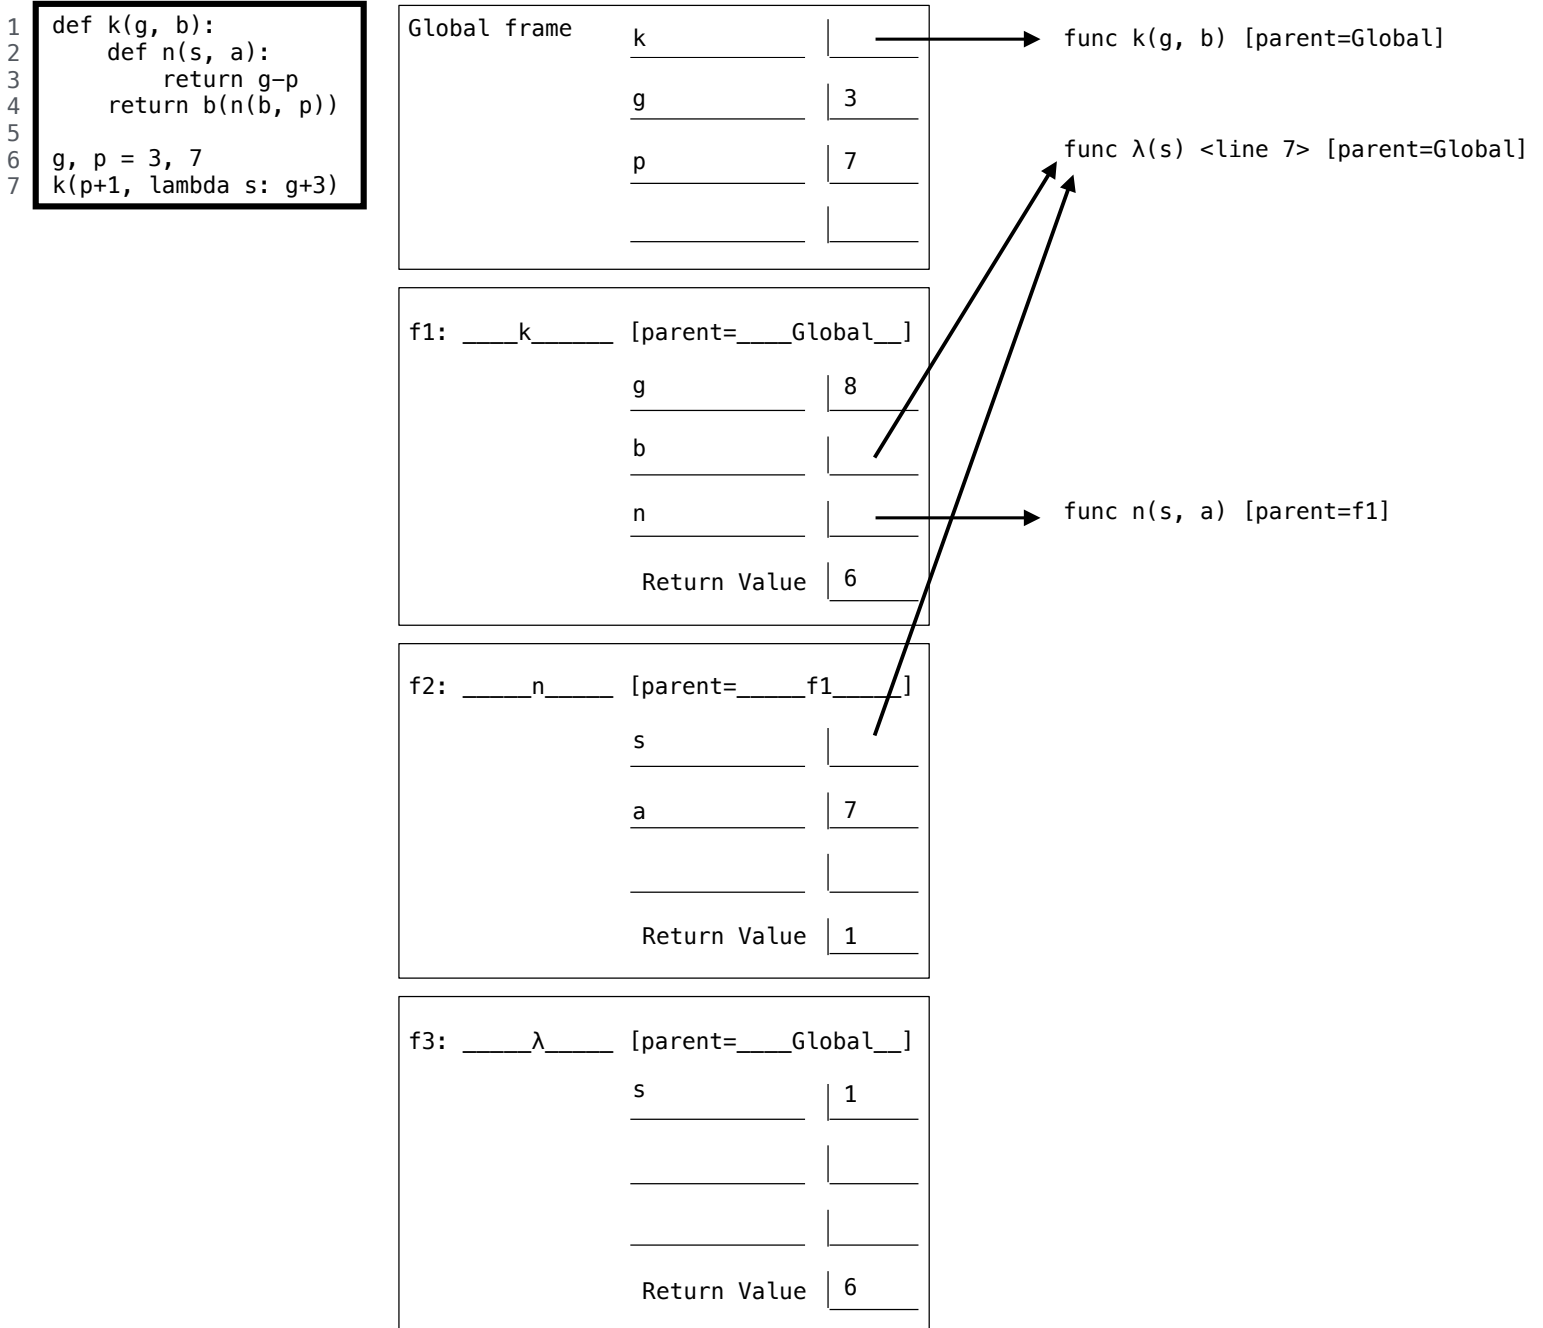 1 def k(g, b):
2     def n(s, a):
3         return g–p
4     return b(n(b, p))
5
6 g, p = 3, 7
7 k(p+1, lambda s: g+3)
Global frame
k
func k(g, b) [parent=Global]
g 3
p 7
func λ(s) <line 7> [parent=Global]
f1: ____k______ [parent=____Global__]
g 8
b
n
func n(s, a) [parent=f1]
Return Value 6
f2: _____n_____ [parent=_____f1_____]
s
a 7
Return Value 1
f3: _____λ_____ [parent=____Global__]
s 1
Return Value 6